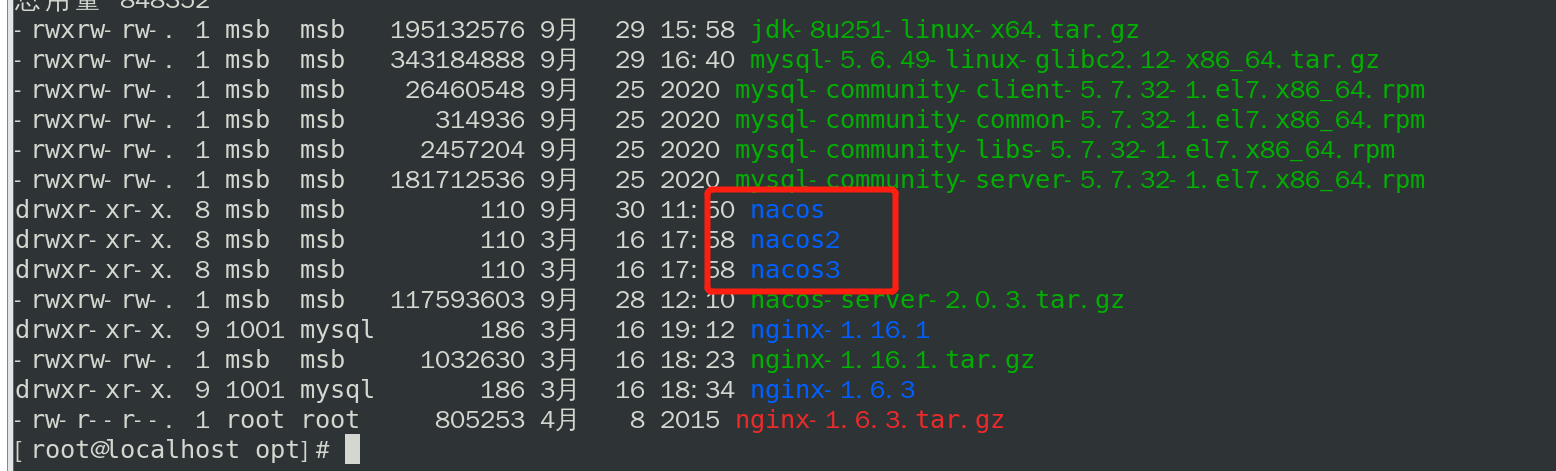 总用量 848352
-rwxrw-rw-. 1 msb msb 195132576 9月 29 15:58 jdk-8u251-linux-x64.tar.gz
-rwxrw-rw-. 1 msb msb 343184888 9月 29 16:40 mysql-5.6.49-linux-glibc2.12-x86_64.tar.gz
-rwxrw-rw-. 1 msb msb 26460548 9月 25 2020 mysql-community-client-5.7.32-1.el7.x86_64.rpm
-rwxrw-rw-. 1 msb msb 314936 9月 25 2020 mysql-community-common-5.7.32-1.el7.x86_64.rpm
-rwxrw-rw-. 1 msb msb 2457204 9月 25 2020 mysql-community-libs-5.7.32-1.el7.x86_64.rpm
-rwxrw-rw-. 1 msb msb 181712536 9月 25 2020 mysql-community-server-5.7.32-1.el7.x86_64.rpm
drwxr-xr-x. 8 msb msb 110 9月 30 11:50 nacos
drwxr-xr-x. 8 msb msb 110 3月 16 17:58 nacos2
drwxr-xr-x. 8 msb msb 110 3月 16 17:58 nacos3
-rwxrw-rw-. 1 msb msb 117593603 9月 28 12:10 nacos-server-2.0.3.tar.gz
drwxr-xr-x. 9 1001 mysql 186 3月 16 19:12 nginx-1.16.1
-rwxrw-rw-. 1 msb msb 1032630 3月 16 18:23 nginx-1.16.1.tar.gz
drwxr-xr-x. 9 1001 mysql 186 3月 16 18:34 nginx-1.6.3
-rw-r--r--. 1 root root 805253 4月 8 2015 nginx-1.6.3.tar.gz
[root@localhost opt]#